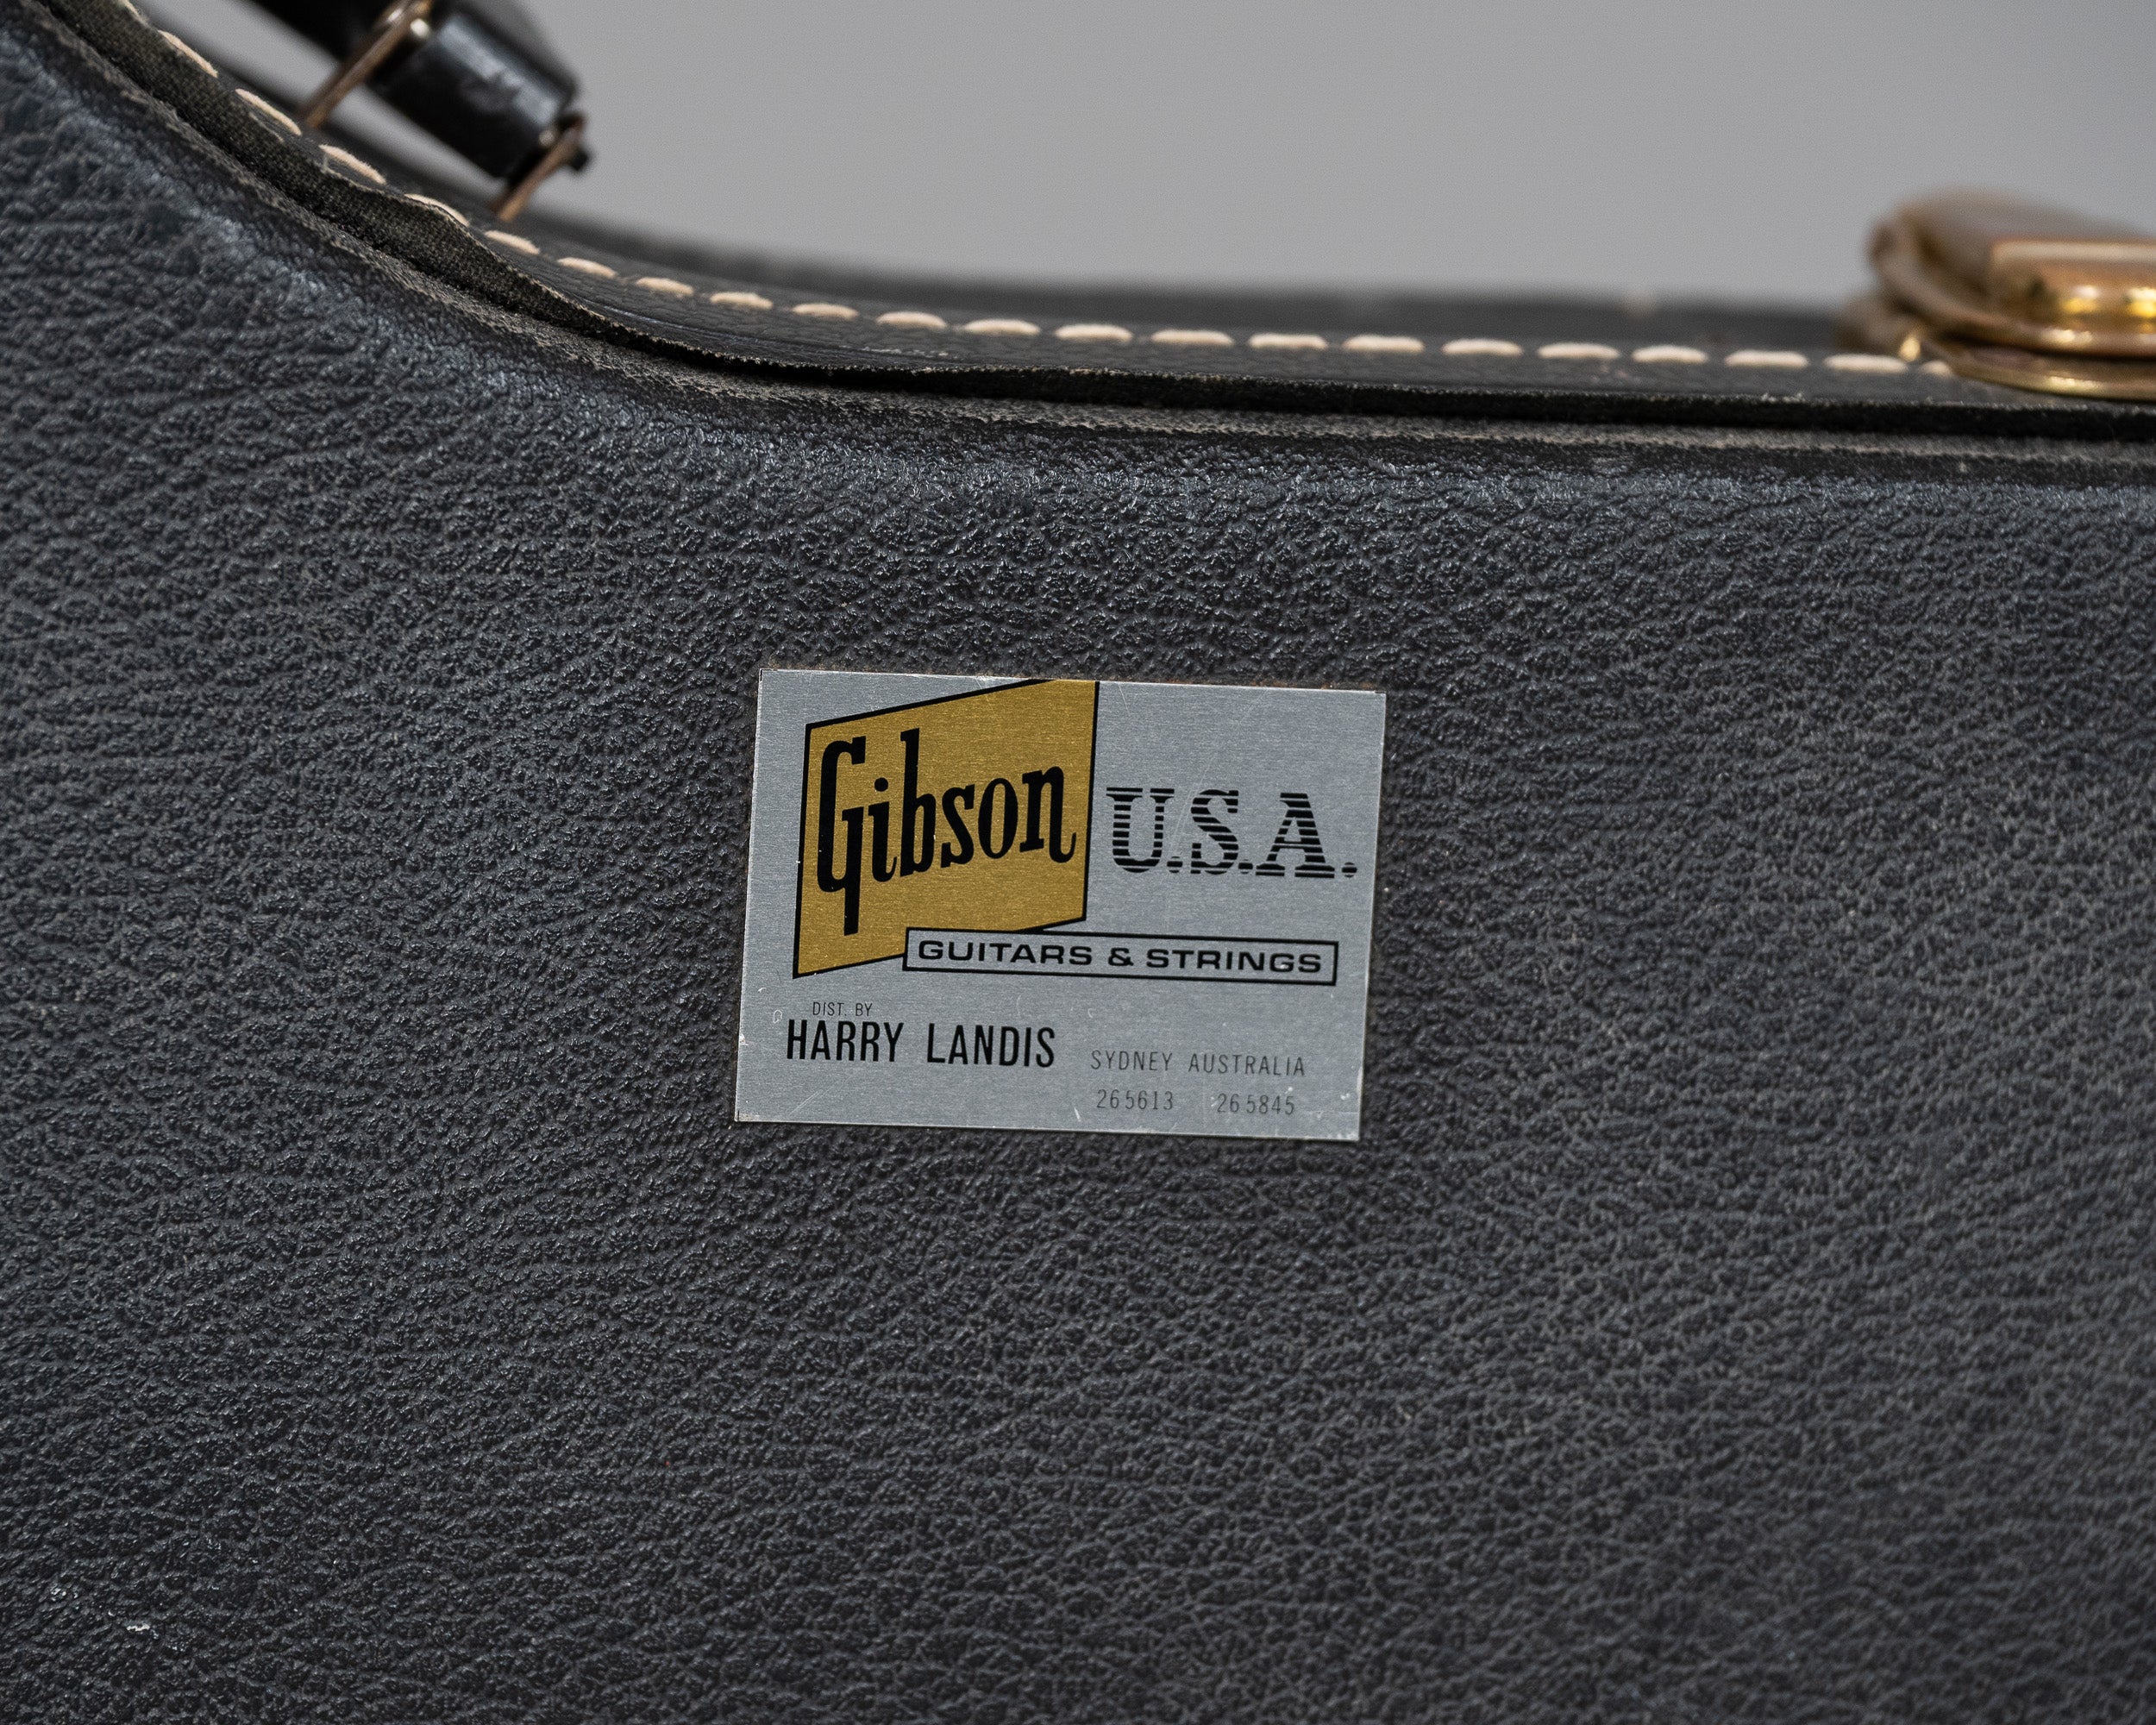 Gibson U.S.A.
GUITARS & STRINGS
DIST. BY
HARRY LANDIS SYDNEY AUSTRALIA
265613 265845